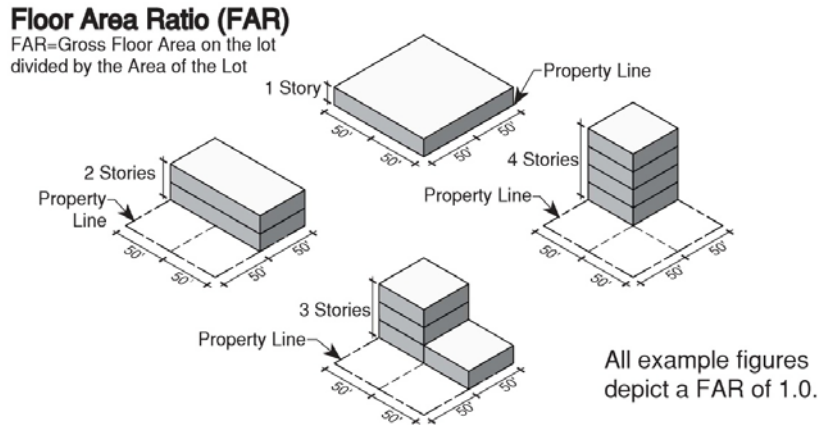 Floor Area Ratio (FAR)
FAR=Gross Floor Area on the lot
divided by the Area of the Lot
1 Story
Property Line
50'
50'
50'
50'
2 Stories
Property
Line
50'
50'
50'
50'
4 Stories
Property Line
50'
50'
50'
50'
3 Stories
Property Line
50'
50'
50'
50'
All example figures
depict a FAR of 1.0.